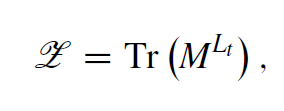 𝒵 = Tr (M^{L_t}) ,